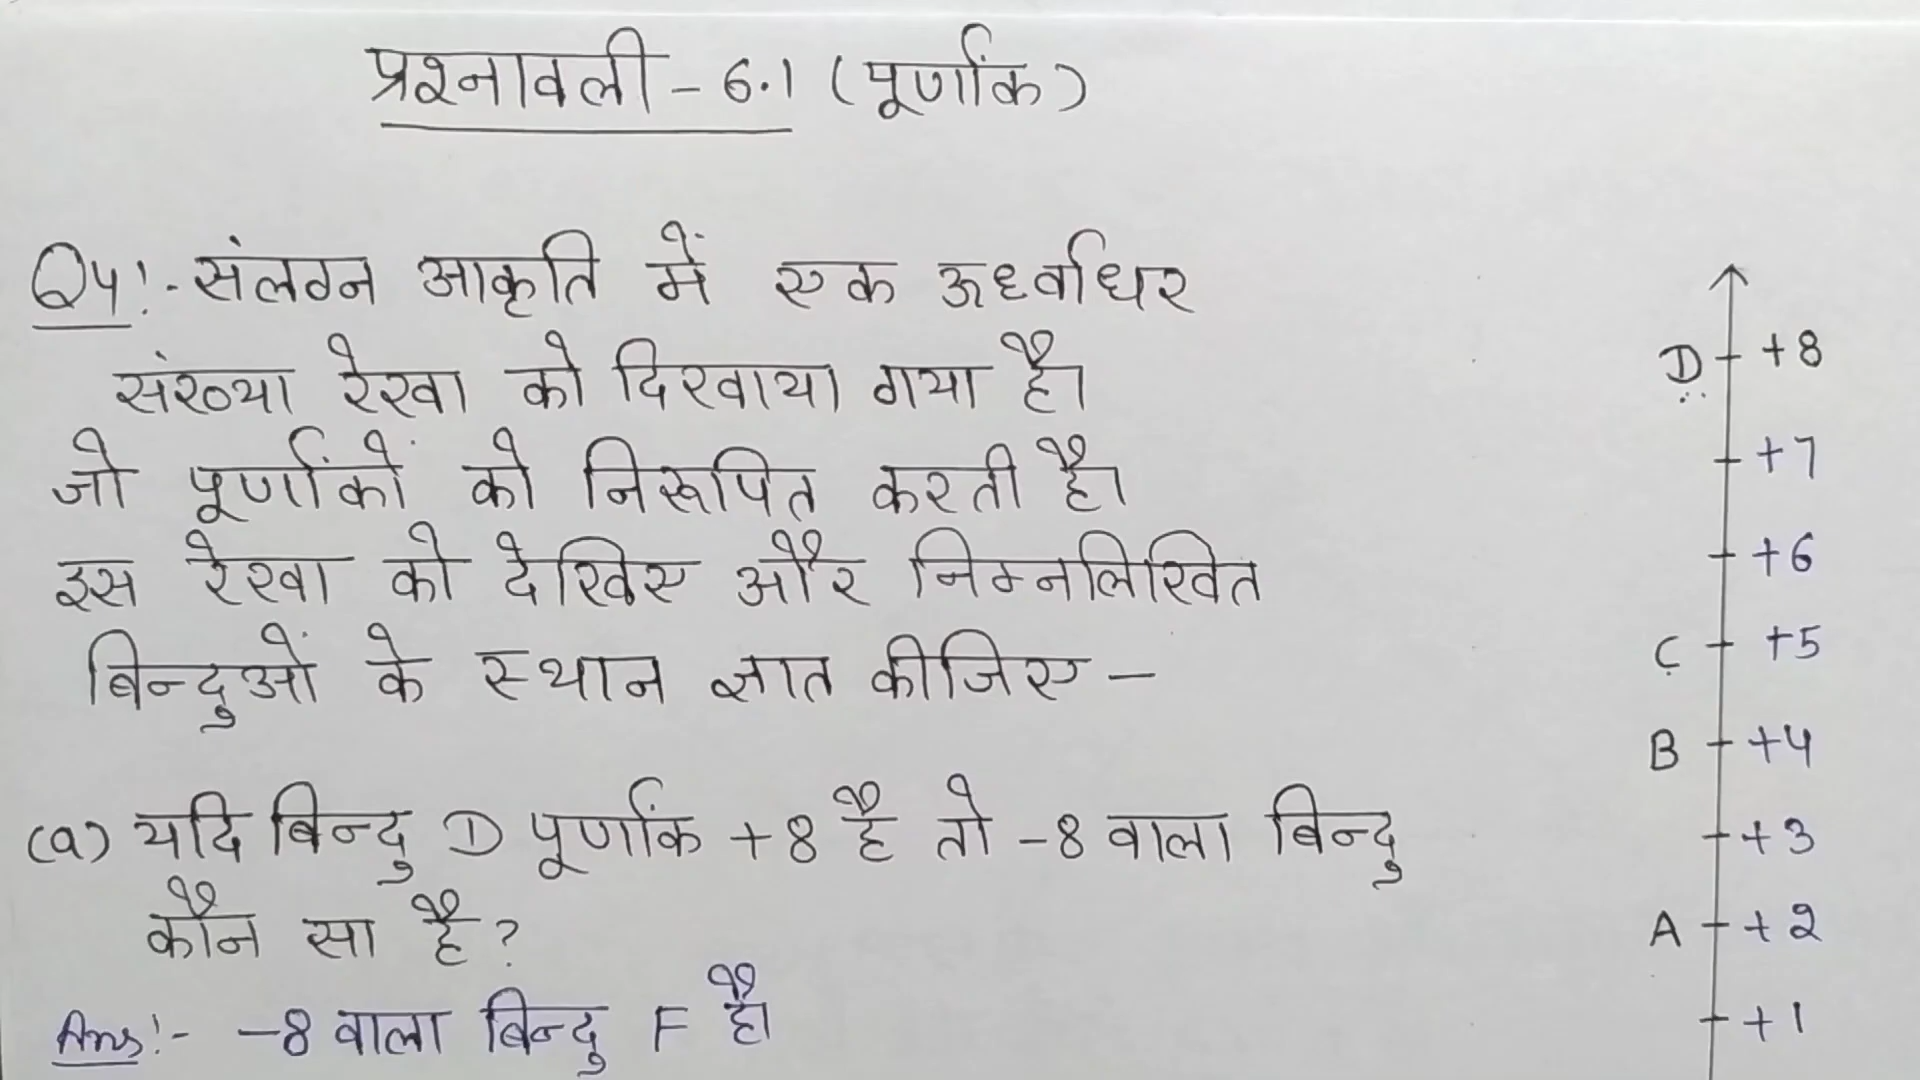 प्रश्नावली - 6.1 (पूर्णांक)
Q4:- संलग्न आकृति में एक ऊर्ध्वाधर
संख्या रेखा को दिखाया गया है।
जो पूर्णांकों को निरूपित करती है।
इस रेखा को देखिए और निम्नलिखित
बिन्दुओं के स्थान ज्ञात कीजिए -
(a) यदि बिन्दु D पूर्णांक +8 है तो -8 वाला बिन्दु
कौन सा है?
Ans:- -8 वाला बिन्दु F है।
D +8
+7
+6
C +5
B +4
+3
A +2
+1